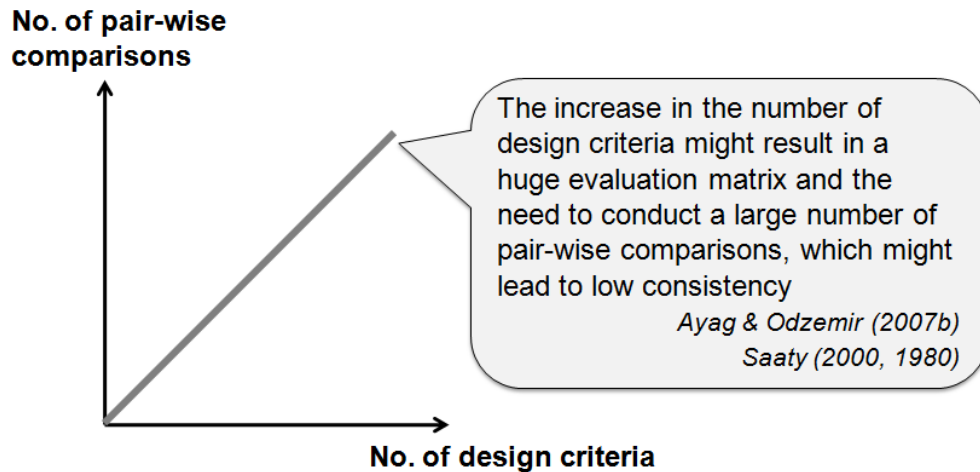 No. of pair-wise
comparisons
The increase in the number of
design criteria might result in a
huge evaluation matrix and the
need to conduct a large number of
pair-wise comparisons, which might
lead to low consistency
Ayag & Odzemir (2007b)
Saaty (2000, 1980)
No. of design criteria